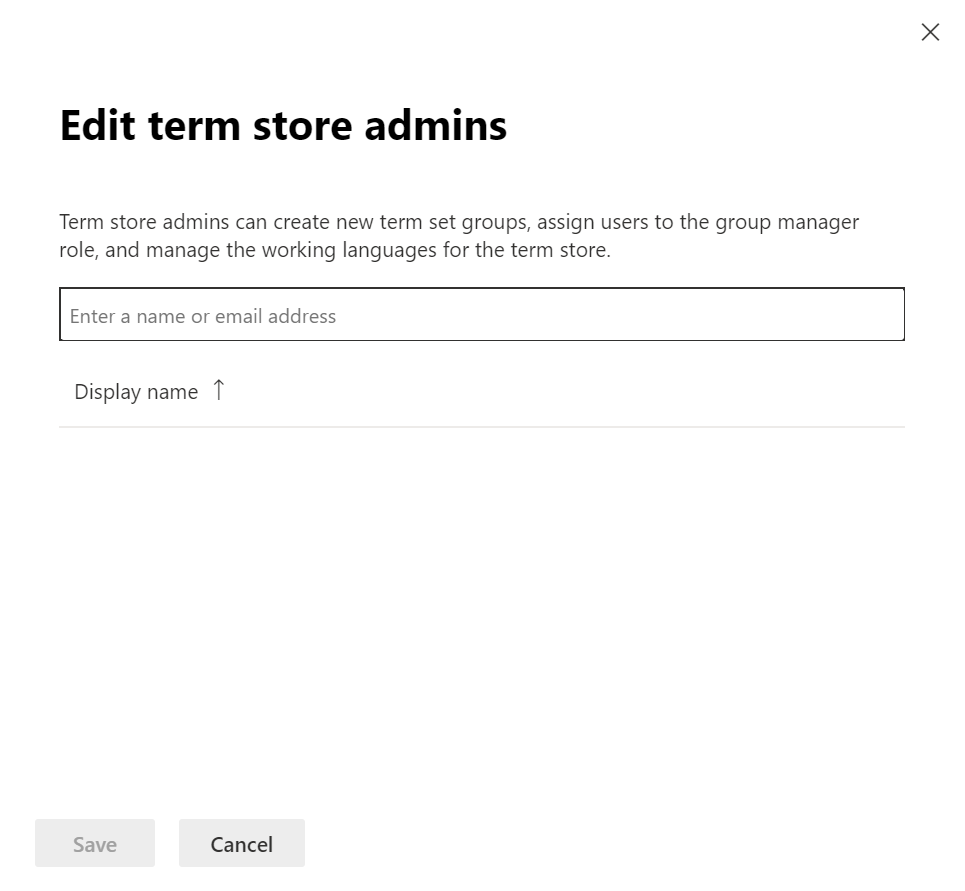 Edit term store admins
Term store admins can create new term set groups, assign users to the group manager
role, and manage the working languages for the term store.
Enter a name or email address
Display name ↑
Save
Cancel